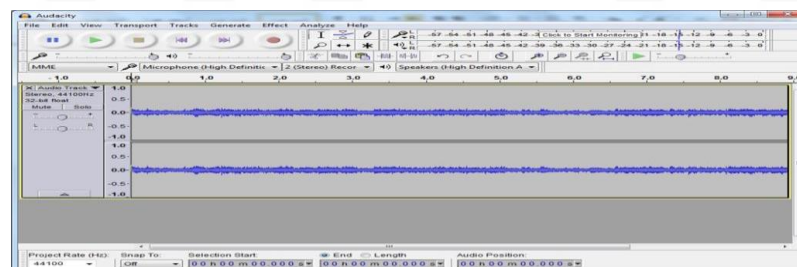 Audacity
File Edit View Transport Tracks Generate Effect Analyze Help
-57 -54 -51 -48 -45 -42 -3 Click to Start Monitoring 21 -18 -15 -12 -9 -6 -3 0
-57 -54 -51 -48 -45 -42 -39 -36 -33 -30 -27 -24 -21 -18 -15 -12 -9 -6 -3 0
MME Microphone (High Definitic 2 (Stereo) Recor Speakers (High Definition A
- 1.0 0.0 1.0 2.0 3.0 4.0 5.0 6.0 7.0 8.0 9.
Audio Track 1.0
Stereo, 44100Hz
32-bit float 0.5-
Mute Solo
0.0-
L R -0.5-
-1.0
1.0
0.5-
0.0-
-0.5-
-1.0
Project Rate (Hz): Snap To: Selection Start: End Length Audio Position:
44100 Off 00 h 00 m 00.000 s 00 h 00 m 00.000 s 00 h 00 m 00.000 s